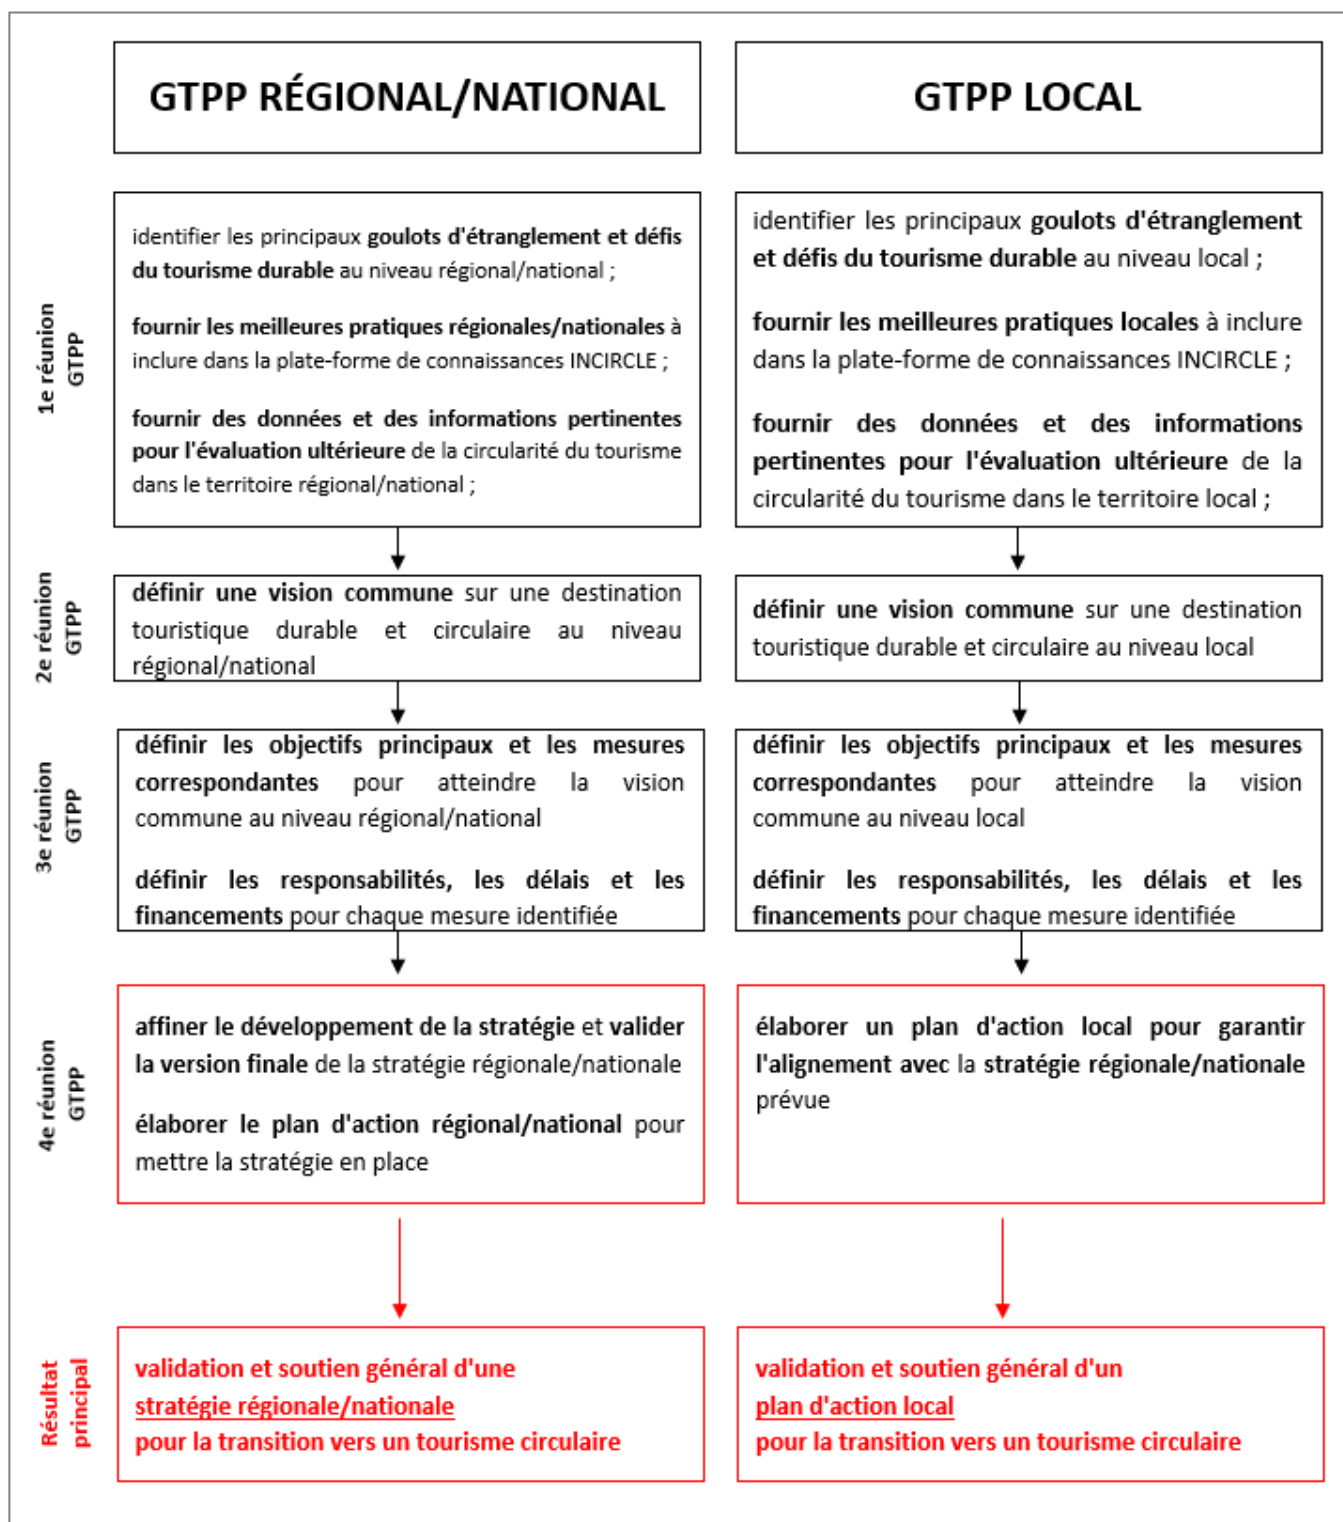 GTPP RÉGIONAL/NATIONAL
GTPP LOCAL
1e réunion
GTPP
identifier les principaux goulots d'étranglement et défis
du tourisme durable au niveau régional/national ;
fournir les meilleures pratiques régionales/nationales à
inclure dans la plate-forme de connaissances INCIRCLE ;
fournir des données et des informations pertinentes
pour l'évaluation ultérieure de la circularité du tourisme
dans le territoire régional/national ;
identifier les principaux goulots d'étranglement
et défis du tourisme durable au niveau local ;
fournir les meilleures pratiques locales à inclure
dans la plate-forme de connaissances INCIRCLE ;
fournir des données et des informations
pertinentes pour l'évaluation ultérieure de la
circularité du tourisme dans le territoire local ;
2e réunion
GTPP
définir une vision commune sur une destination
touristique durable et circulaire au niveau
régional/national
définir une vision commune sur une destination
touristique durable et circulaire au niveau local
3e réunion
GTPP
définir les objectifs principaux et les mesures
correspondantes pour atteindre la vision
commune au niveau régional/national
définir les responsabilités, les délais et les
financements pour chaque mesure identifiée
définir les objectifs principaux et les mesures
correspondantes pour atteindre la vision
commune au niveau local
définir les responsabilités, les délais et les
financements pour chaque mesure identifiée
4e réunion
GTPP
affiner le développement de la stratégie et valider
la version finale de la stratégie régionale/nationale
élaborer le plan d'action régional/national pour
mettre la stratégie en place
élaborer un plan d'action local pour garantir
l'alignement avec la stratégie régionale/nationale
prévue
Résultat
principal
validation et soutien général d'une
stratégie régionale/nationale
pour la transition vers un tourisme circulaire
validation et soutien général d'un
plan d'action local
pour la transition vers un tourisme circulaire